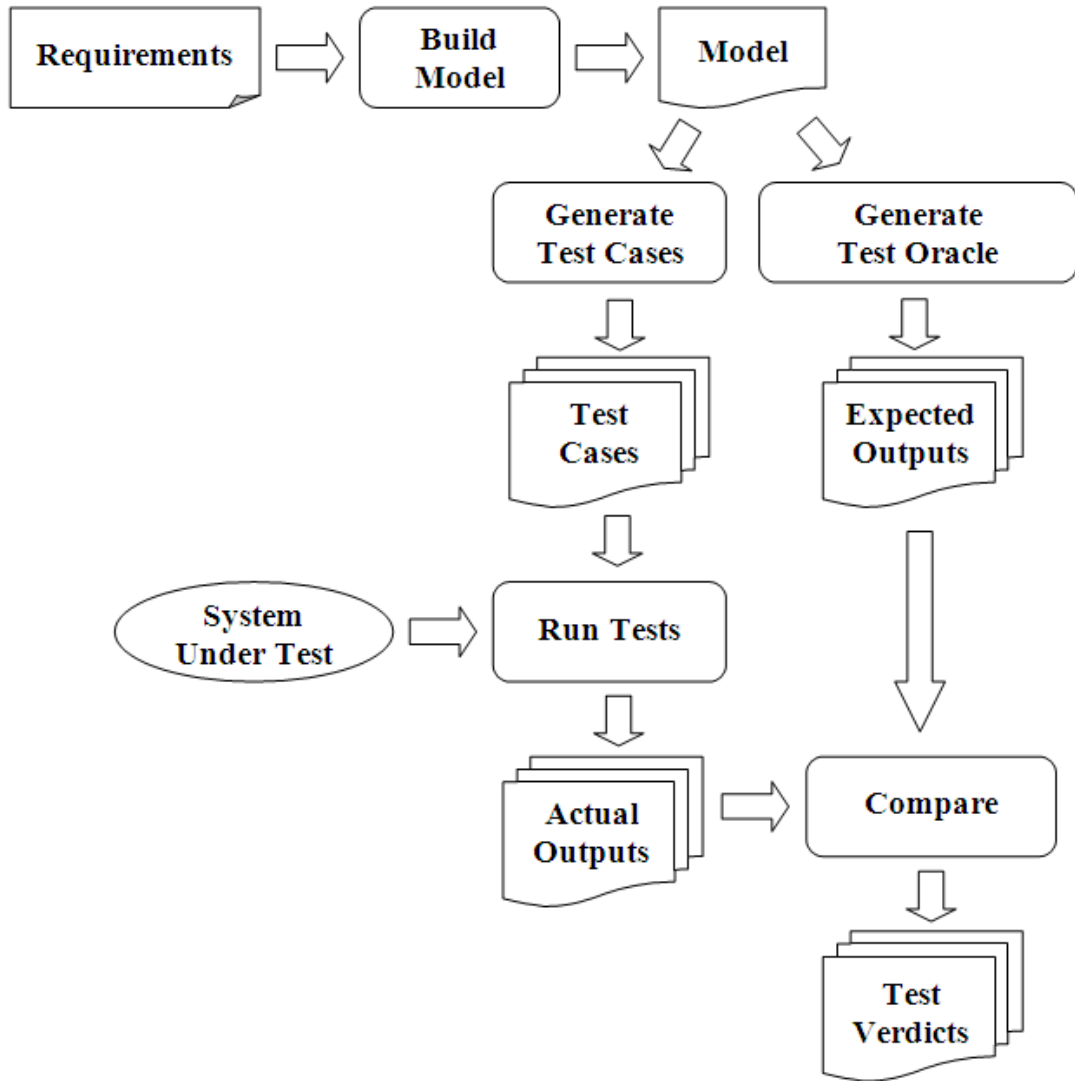 Requirements
Build
Model
Model
Generate
Test Cases
Generate
Test Oracle
Test
Cases
Expected
Outputs
System
Under Test
Run Tests
Actual
Outputs
Compare
Test
Verdicts